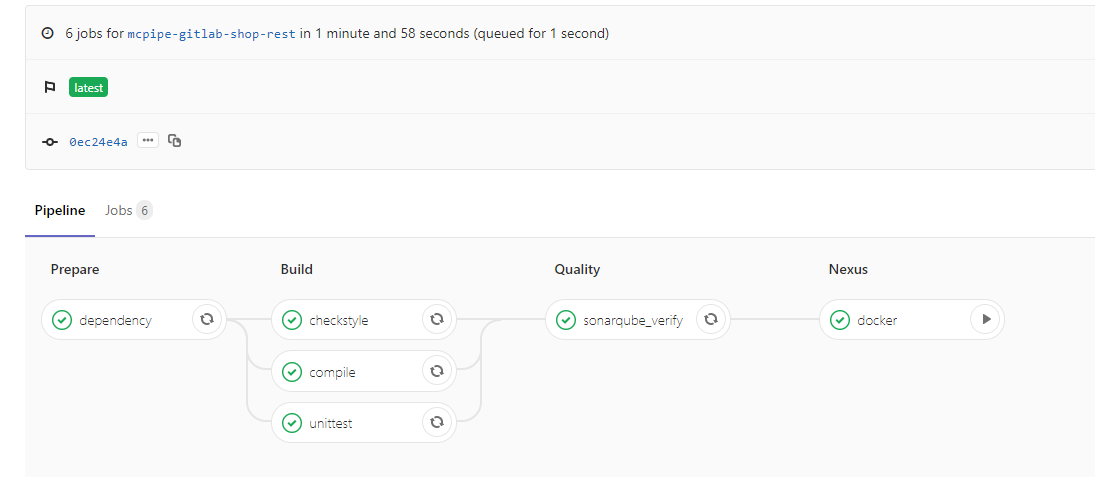 6 jobs for mcpipe-gitlab-shop-rest in 1 minute and 58 seconds (queued for 1 second)
latest
0ec24e4a
Pipeline Jobs 6
Prepare Build Quality Nexus
dependency checkstyle sonarqube_verify docker
compile
unittest